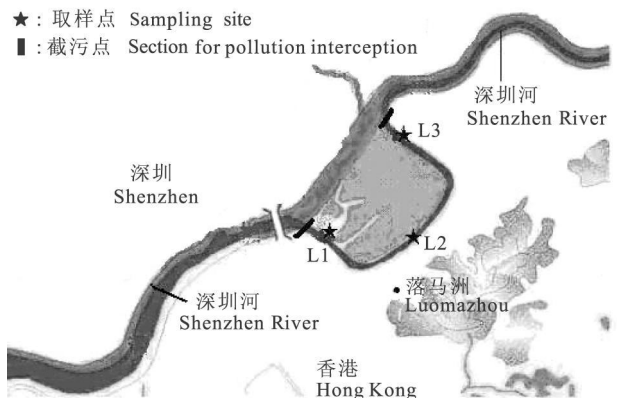 ★: 取样点 Sampling site
▮: 截污点 Section for pollution interception
深圳河
Shenzhen River
L3
深圳
Shenzhen
L1
L2
落马洲
Luomazhou
深圳河
Shenzhen River
香港
Hong Kong